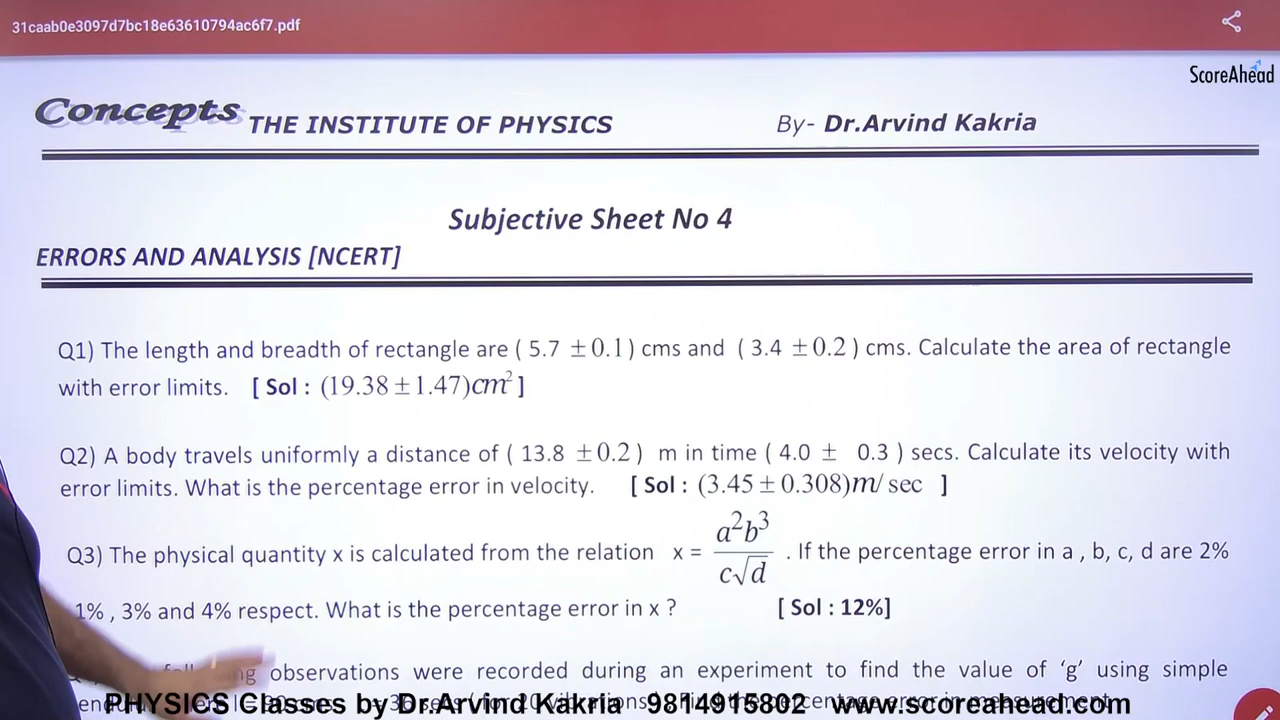 31caab0e3097d7bc18e63610794ac6f7.pdf
ScoreAhead
Concepts THE INSTITUTE OF PHYSICS By- Dr.Arvind Kakria
Subjective Sheet No 4
ERRORS AND ANALYSIS [NCERT]
Q1) The length and breadth of rectangle are ( 5.7 ±0.1 ) cms and ( 3.4 ±0.2 ) cms. Calculate the area of rectangle
with error limits. [ Sol : (19.38 ±1.47)cm² ]
Q2) A body travels uniformly a distance of ( 13.8 ±0.2 ) m in time ( 4.0 ± 0.3 ) secs. Calculate its velocity with
error limits. What is the percentage error in velocity. [ Sol : (3.45 ±0.308)m/sec ]
Q3) The physical quantity x is calculated from the relation x = a²b³ / c√d . If the percentage error in a , b, c, d are 2%
1% , 3% and 4% respect. What is the percentage error in x ? [ Sol : 12%]
observations were recorded during an experiment to find the value of ‘g’ using simple
PHYSICS Classes by Dr.Arvind Kakria 9814915802 www.scoreahead.com